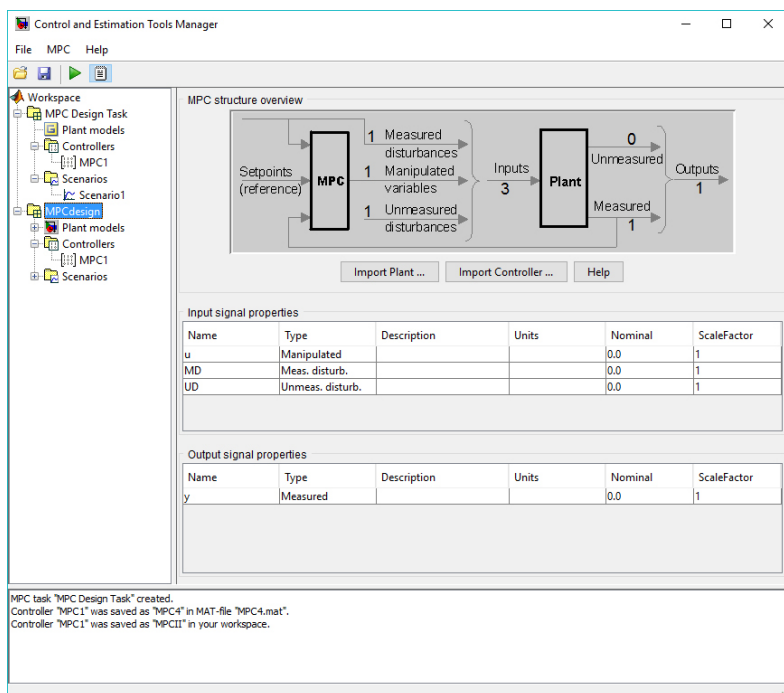 Control and Estimation Tools Manager
File MPC Help
Workspace
MPC Design Task
Plant models
Controllers
MPC1
Scenarios
Scenario1
MPCdesign
Plant models
Controllers
MPC1
Scenarios
MPC structure overview
Setpoints
(reference)
MPC
1 Measured
disturbances
1 Manipulated
variables
1 Unmeasured
disturbances
Inputs
3
Plant
0
Unmeasured
Measured
1
Outputs
1
Import Plant ... Import Controller ... Help
Input signal properties
Name Type Description Units Nominal ScaleFactor
u Manipulated 0.0 1
MD Meas. disturb. 0.0 1
UD Unmeas. disturb. 0.0 1
Output signal properties
Name Type Description Units Nominal ScaleFactor
y Measured 0.0 1
MPC task "MPC Design Task" created.
Controller "MPC1" was saved as "MPC4" in MAT-file "MPC4.mat".
Controller "MPC1" was saved as "MPCII" in your workspace.